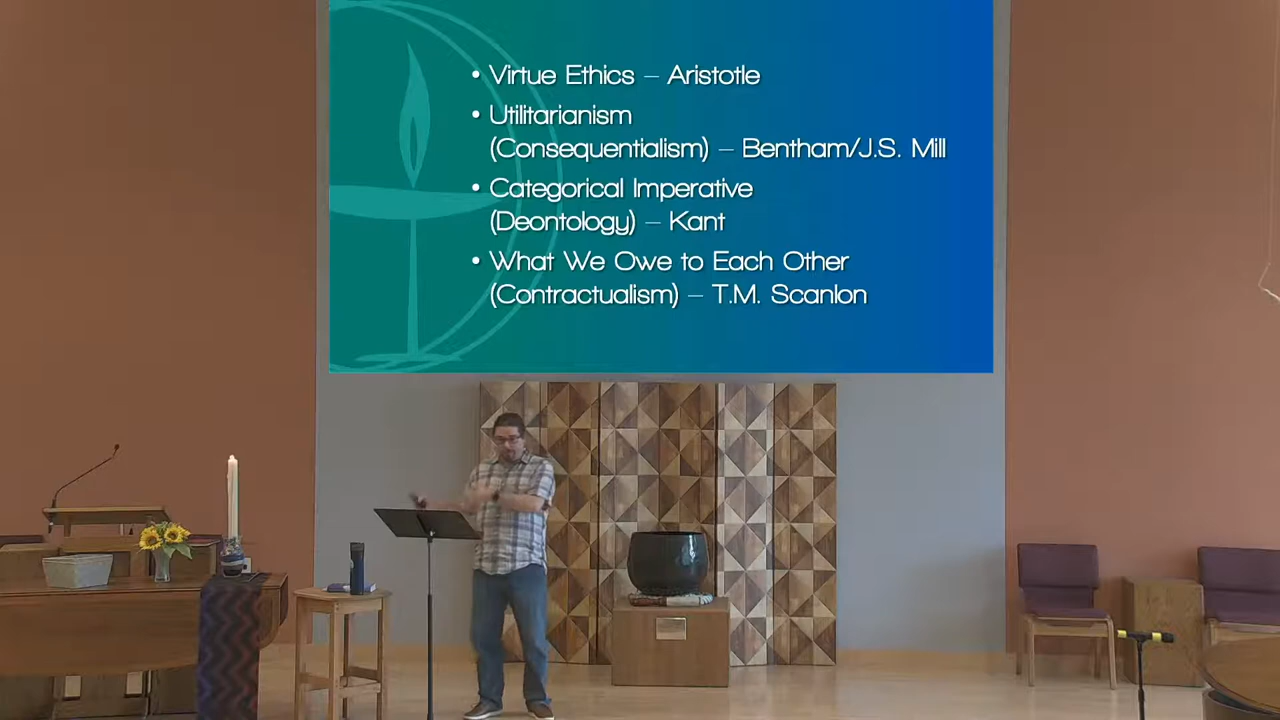 • Virtue Ethics – Aristotle
• Utilitarianism
(Consequentialism) – Bentham/J.S. Mill
• Categorical Imperative
(Deontology) – Kant
• What We Owe to Each Other
(Contractualism) – T.M. Scanlon